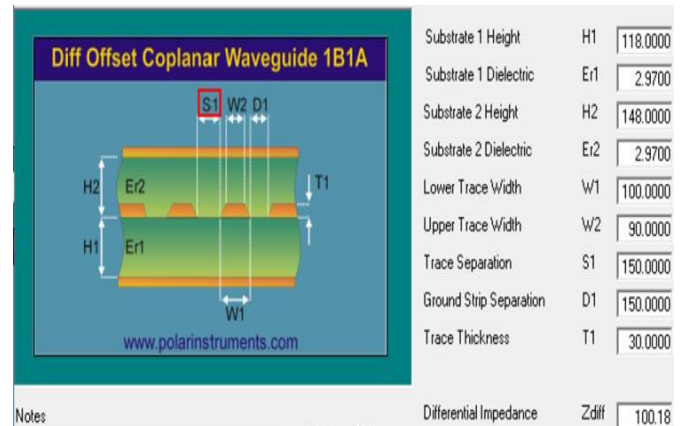 Diff Offset Coplanar Waveguide 1B1A
S1 W2 D1
H2 Er2 T1
H1 Er1
W1
www.polarinstruments.com
Substrate 1 Height H1 118.0000
Substrate 1 Dielectric Er1 2.9700
Substrate 2 Height H2 148.0000
Substrate 2 Dielectric Er2 2.9700
Lower Trace Width W1 100.0000
Upper Trace Width W2 90.0000
Trace Separation S1 150.0000
Ground Strip Separation D1 150.0000
Trace Thickness T1 30.0000
Notes
Differential Impedance Zdiff 100.18